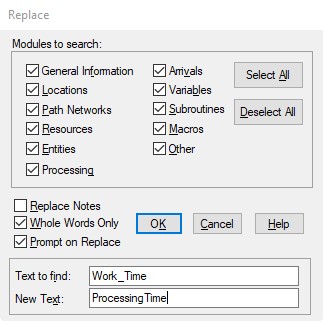 Replace
Modules to search:
General Information
Locations
Path Networks
Resources
Entities
Processing
Arrivals
Variables
Subroutines
Macros
Other
Select All
Deselect All
Replace Notes
Whole Words Only
Prompt on Replace
OK
Cancel
Help
Text to find: Work_Time
New Text: ProcessingTime